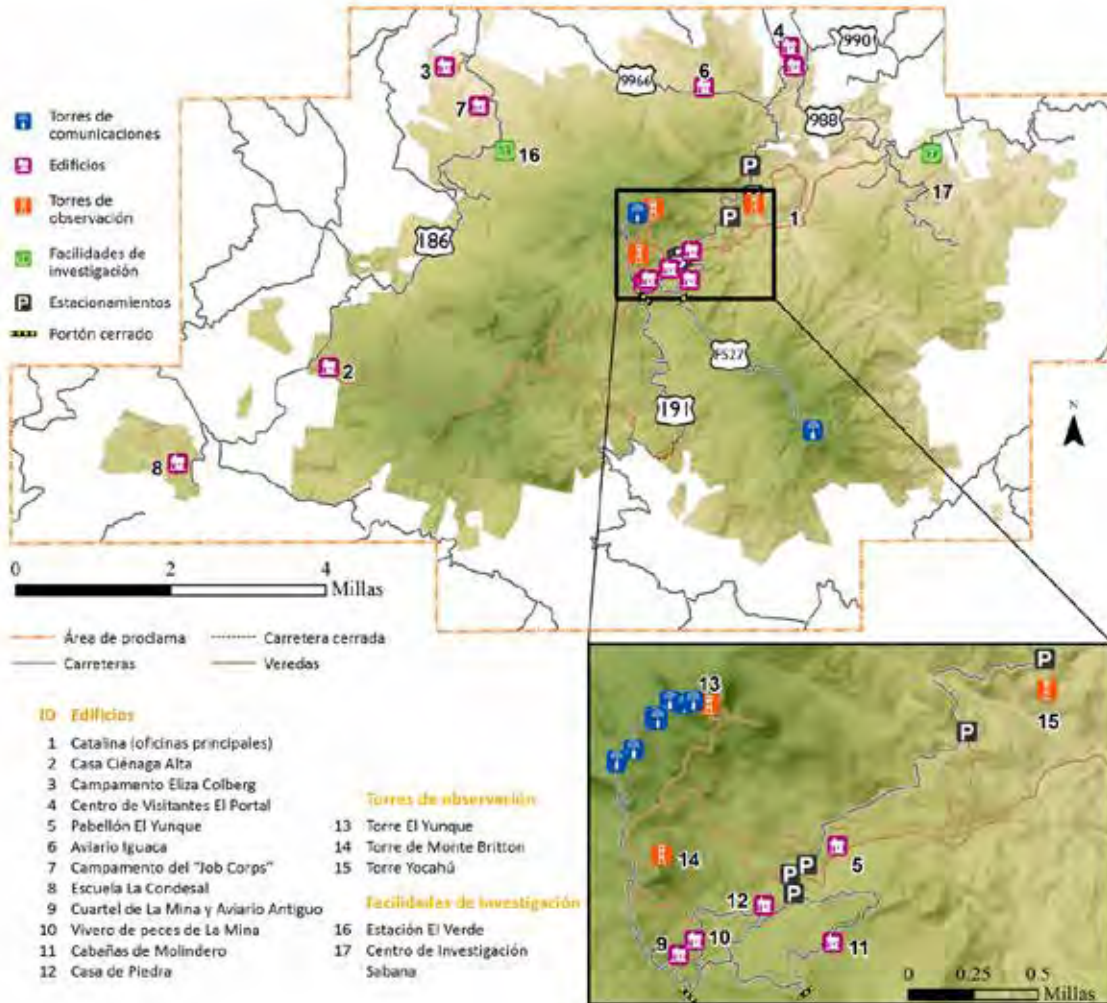 4
990
3
6
9966
7
988
Torres de
comunicaciones
Edificios
Torres de
observación
Facilidades de
investigación
Estacionamientos
Portón cerrado
16
17
1
186
F527
2
191
N
8
0 2 4
Millas
Área de proclama
Carretera cerrada
Carreteras
Veredas
ID Edificios
1 Catalina (oficinas principales)
2 Casa Ciénaga Alta
3 Campamento Eliza Colberg
4 Centro de Visitantes El Portal
5 Pabellón El Yunque
6 Aviario Iguaca
7 Campamento del "Job Corps"
8 Escuela La Condesal
9 Cuartel de La Mina y Aviario Antiguo
10 Vivero de peces de La Mina
11 Cabañas de Molindero
12 Casa de Piedra
Torres de observación
13 Torre El Yunque
14 Torre de Monte Britton
15 Torre Yocahú
Facilidades de investigación
16 Estación El Verde
17 Centro de Investigación
Sabana
13
15
14
5
12
10
9
11
0 0.25 0.5
Millas